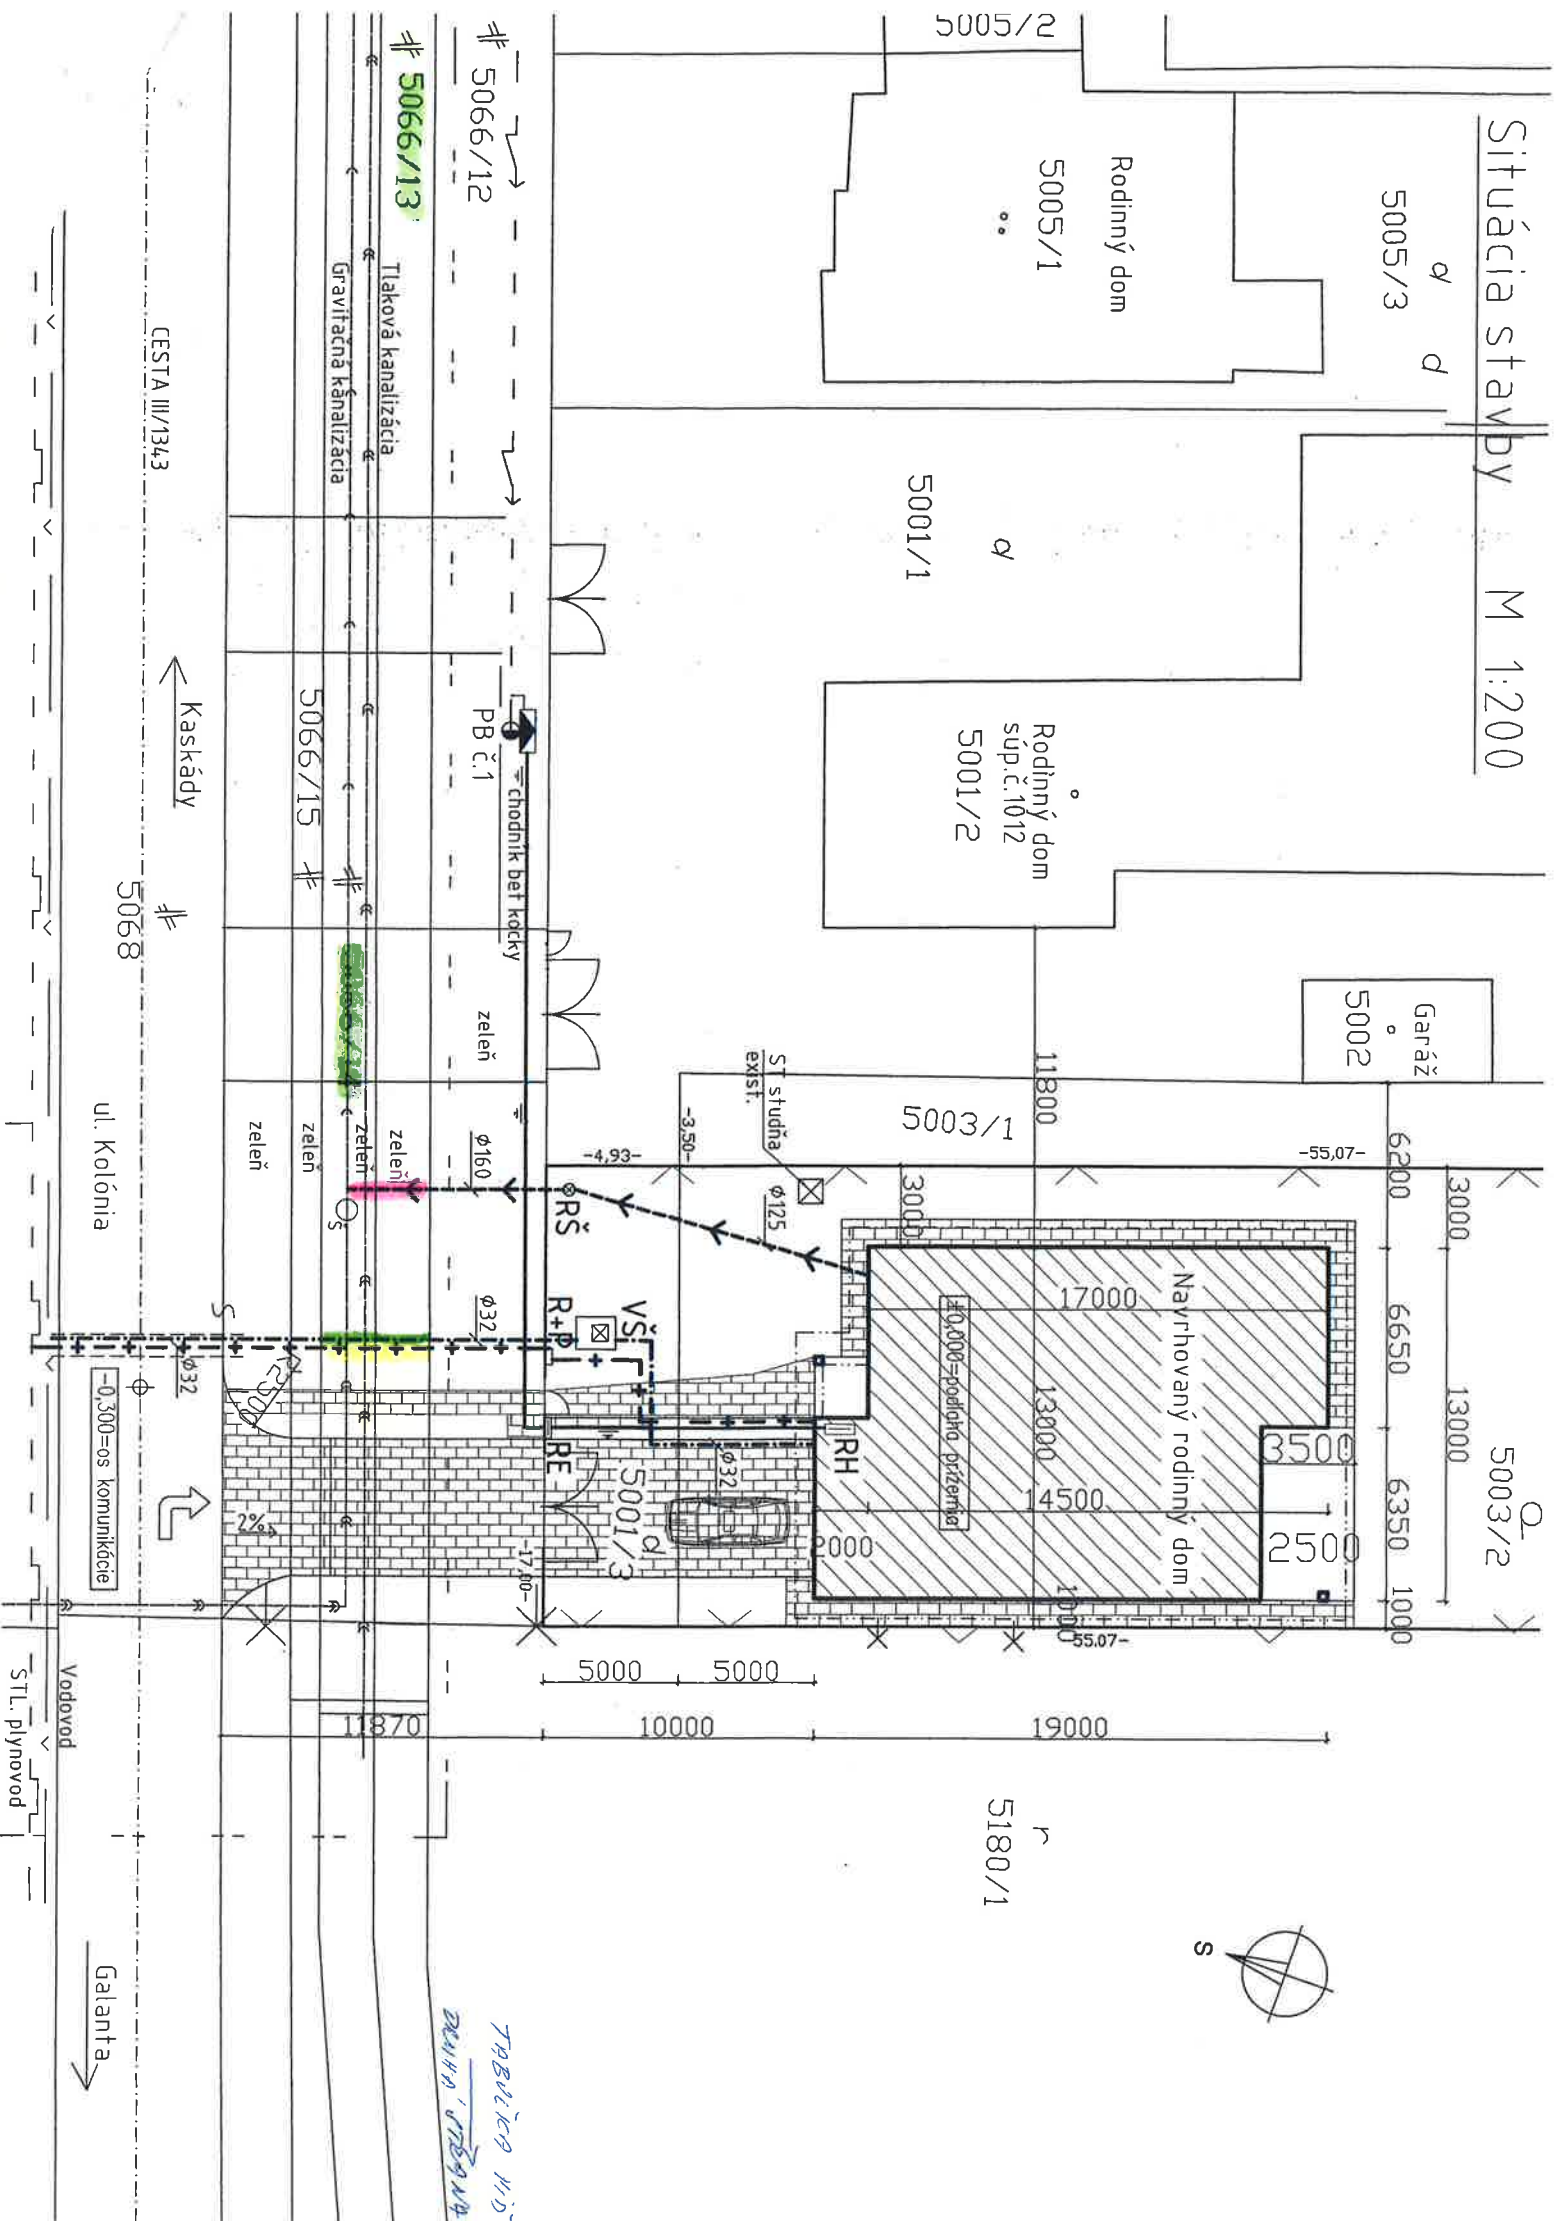 Situácia stavby M 1:200
5005/2
5005/3
Rodinný dom
5005/1
5001/1
Rodinný dom
súp.č.1012
5001/2
Garáž
5002
5003/1
5003/2
11800
6200
6650
6350
1000
3000
13000
-55,07-
3000
ST studňa
exist.
-3,50-
-4,93-
Navrhovaný rodinný dom
17000
13000
14500
±0,000=podlaha prízemia
3500
2500
2000
1000
-55.07-
ø125
RŠ
VŠ
R+P
RH
RE
ø32
5001/3
-17,00-
5000
5000
11870
10000
19000
r
5180/1
S
# 5066/12
# 5066/13
Tlaková kanalizácia
Gravitačná kanalizácia
PB č.1
chodník bet kocky
5066/15
zeleň
zeleň
zeleň
zeleň
zeleň
ø160
ø32
Š
ø32
2%
-0,300=os komunikácie
CESTA III/1343
Kaskády
5068
ul. Kolónia
Vodovod
STL. plynovod
Galanta